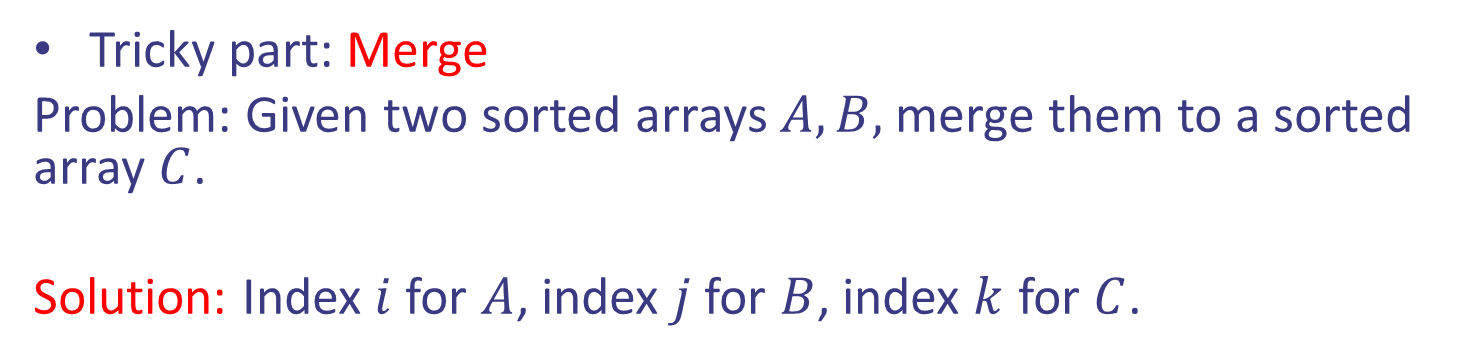 • Tricky part: Merge
Problem: Given two sorted arrays A, B, merge them to a sorted
array C.
Solution: Index i for A, index j for B, index k for C.